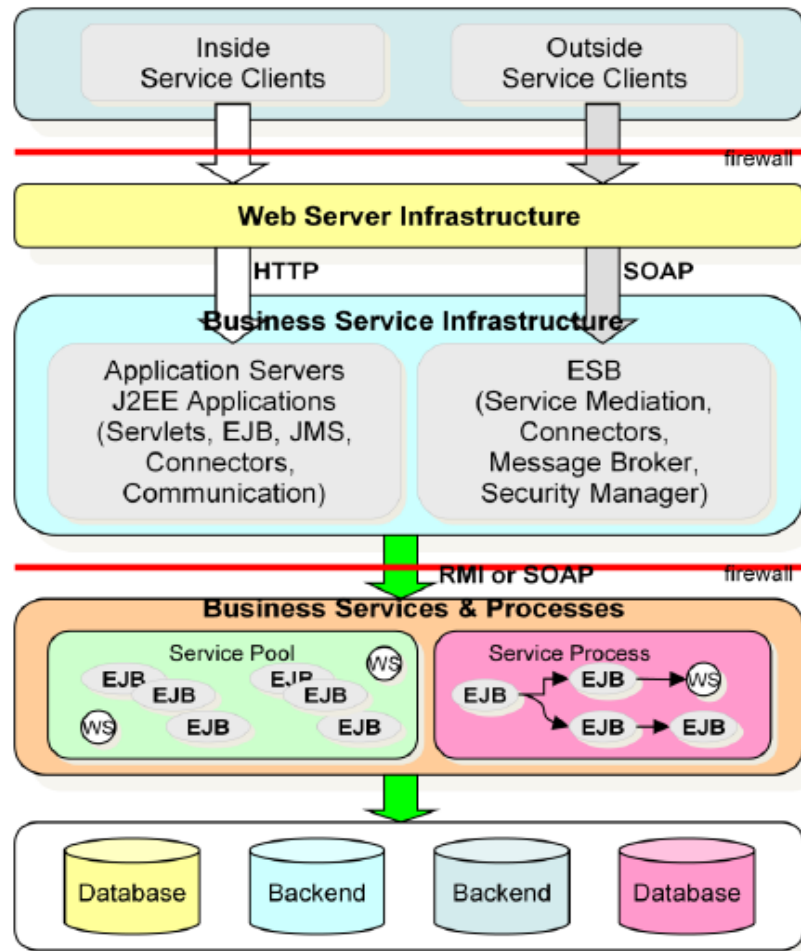 Inside
Service Clients
Outside
Service Clients
firewall
Web Server Infrastructure
HTTP
SOAP
Business Service Infrastructure
Application Servers
J2EE Applications
(Servlets, EJB, JMS,
Connectors,
Communication)
ESB
(Service Mediation,
Connectors,
Message Broker,
Security Manager)
RMI or SOAP
firewall
Business Services & Processes
Service Pool
WS
EJB
EJB
EJB
EJB
WS
EJB
EJB
Service Process
EJB
EJB
WS
EJB
EJB
Database
Backend
Backend
Database